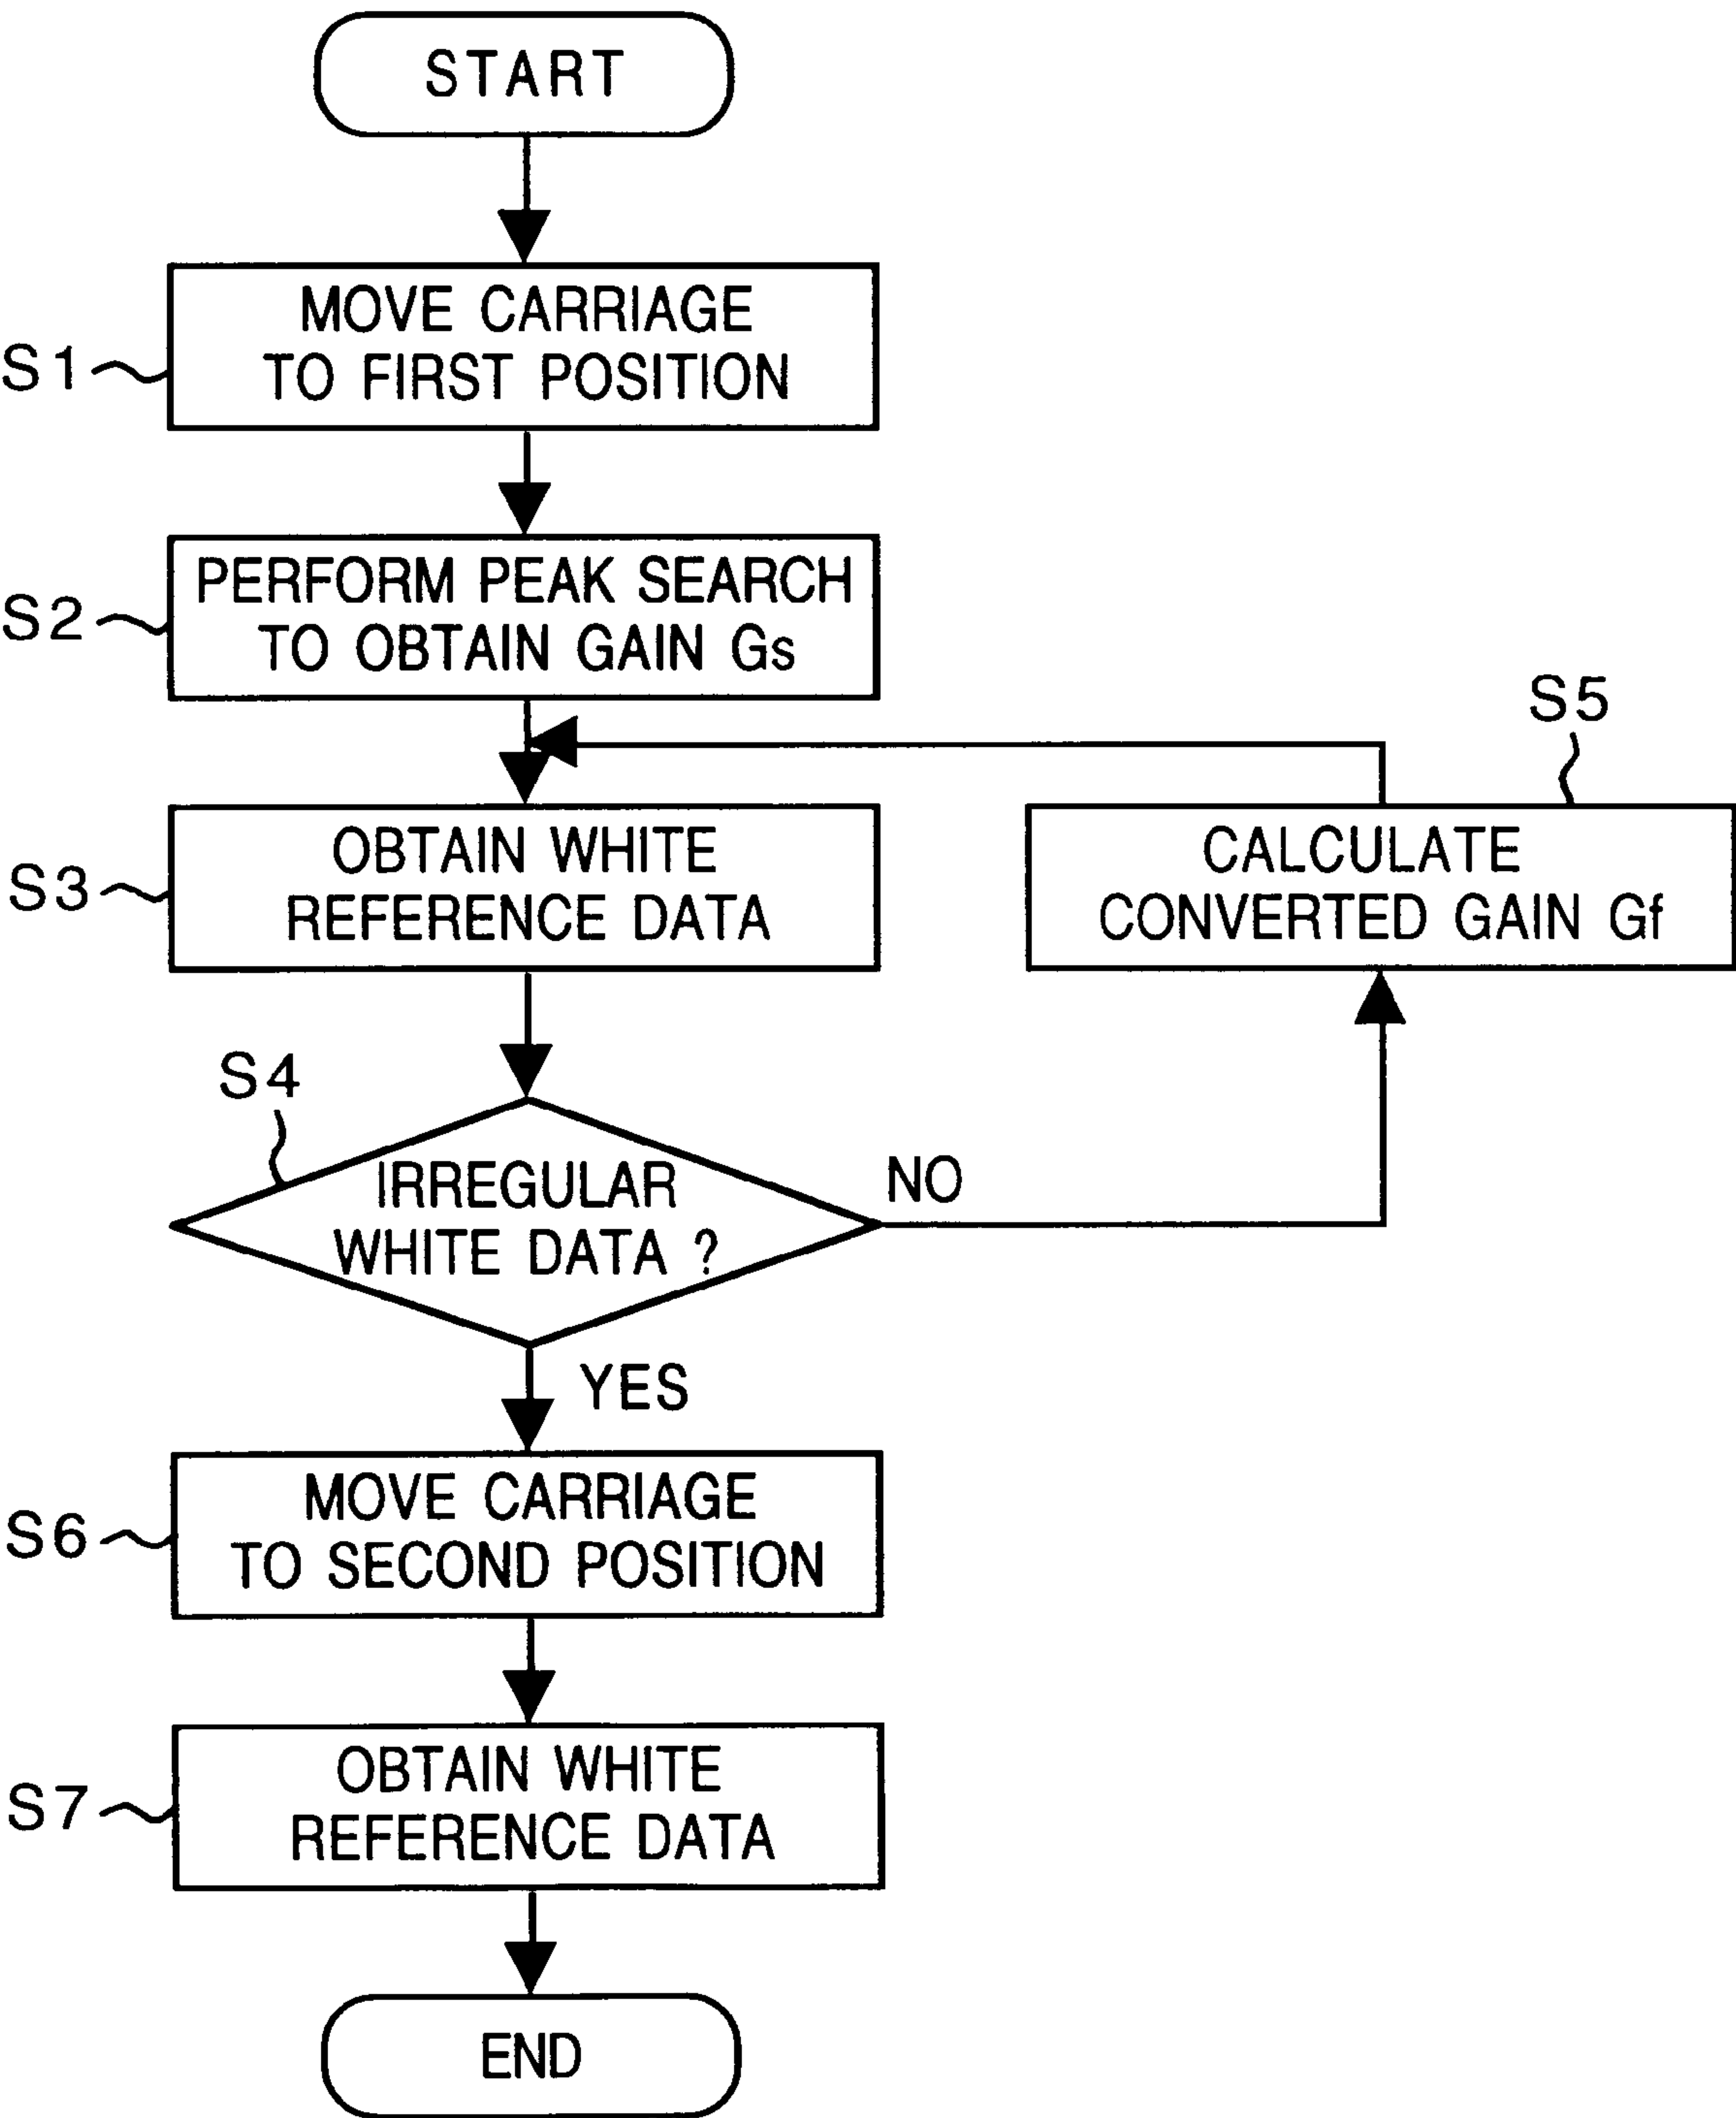 START
S1
MOVE CARRIAGE
TO FIRST POSITION
S2
PERFORM PEAK SEARCH
TO OBTAIN GAIN Gs
S5
S3
OBTAIN WHITE
REFERENCE DATA
CALCULATE
CONVERTED GAIN Gf
S4
IRREGULAR
WHITE DATA ?
NO
YES
S6
MOVE CARRIAGE
TO SECOND POSITION
S7
OBTAIN WHITE
REFERENCE DATA
END